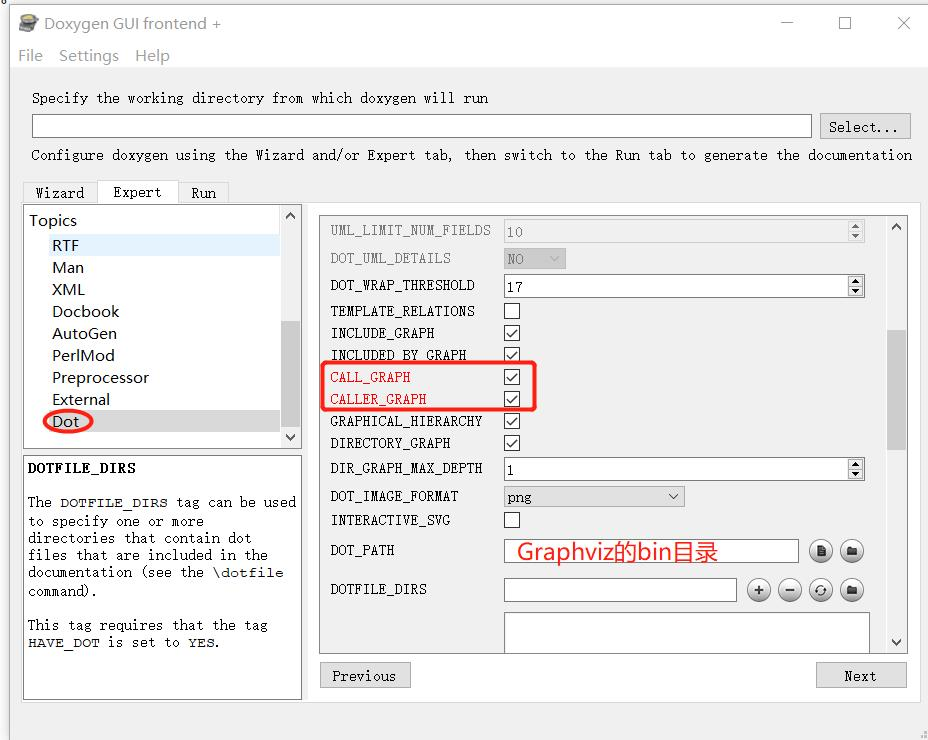 Doxygen GUI frontend +
File Settings Help
Specify the working directory from which doxygen will run
Select...
Configure doxygen using the Wizard and/or Expert tab, then switch to the Run tab to generate the documentation
Wizard Expert Run
Topics
RTF
Man
XML
Docbook
AutoGen
PerlMod
Preprocessor
External
Dot
DOTFILE_DIRS
The DOTFILE_DIRS tag can be used
to specify one or more
directories that contain dot
files that are included in the
documentation (see the \dotfile
command).
This tag requires that the tag
HAVE_DOT is set to YES.
UML_LIMIT_NUM_FIELDS 10
DOT_UML_DETAILS NO
DOT_WRAP_THRESHOLD 17
TEMPLATE_RELATIONS
INCLUDE_GRAPH
INCLUDED_BY_GRAPH
CALL_GRAPH
CALLER_GRAPH
GRAPHICAL_HIERARCHY
DIRECTORY_GRAPH
DIR_GRAPH_MAX_DEPTH 1
DOT_IMAGE_FORMAT png
INTERACTIVE_SVG
DOT_PATH Graphviz的bin目录
DOTFILE_DIRS
Previous Next